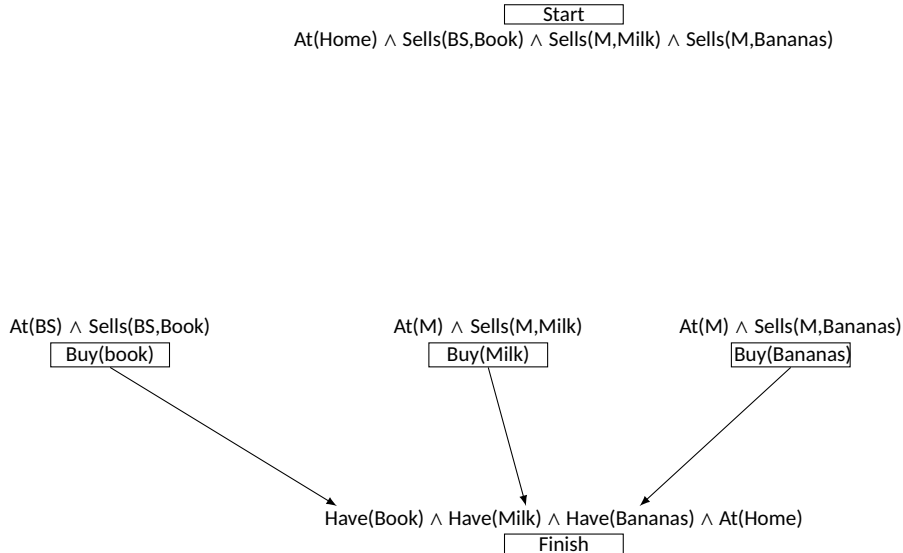 Start
At(Home) ∧ Sells(BS,Book) ∧ Sells(M,Milk) ∧ Sells(M,Bananas)
At(BS) ∧ Sells(BS,Book)
At(M) ∧ Sells(M,Milk)
At(M) ∧ Sells(M,Bananas)
Buy(book)
Buy(Milk)
Buy(Bananas)
Have(Book) ∧ Have(Milk) ∧ Have(Bananas) ∧ At(Home)
Finish